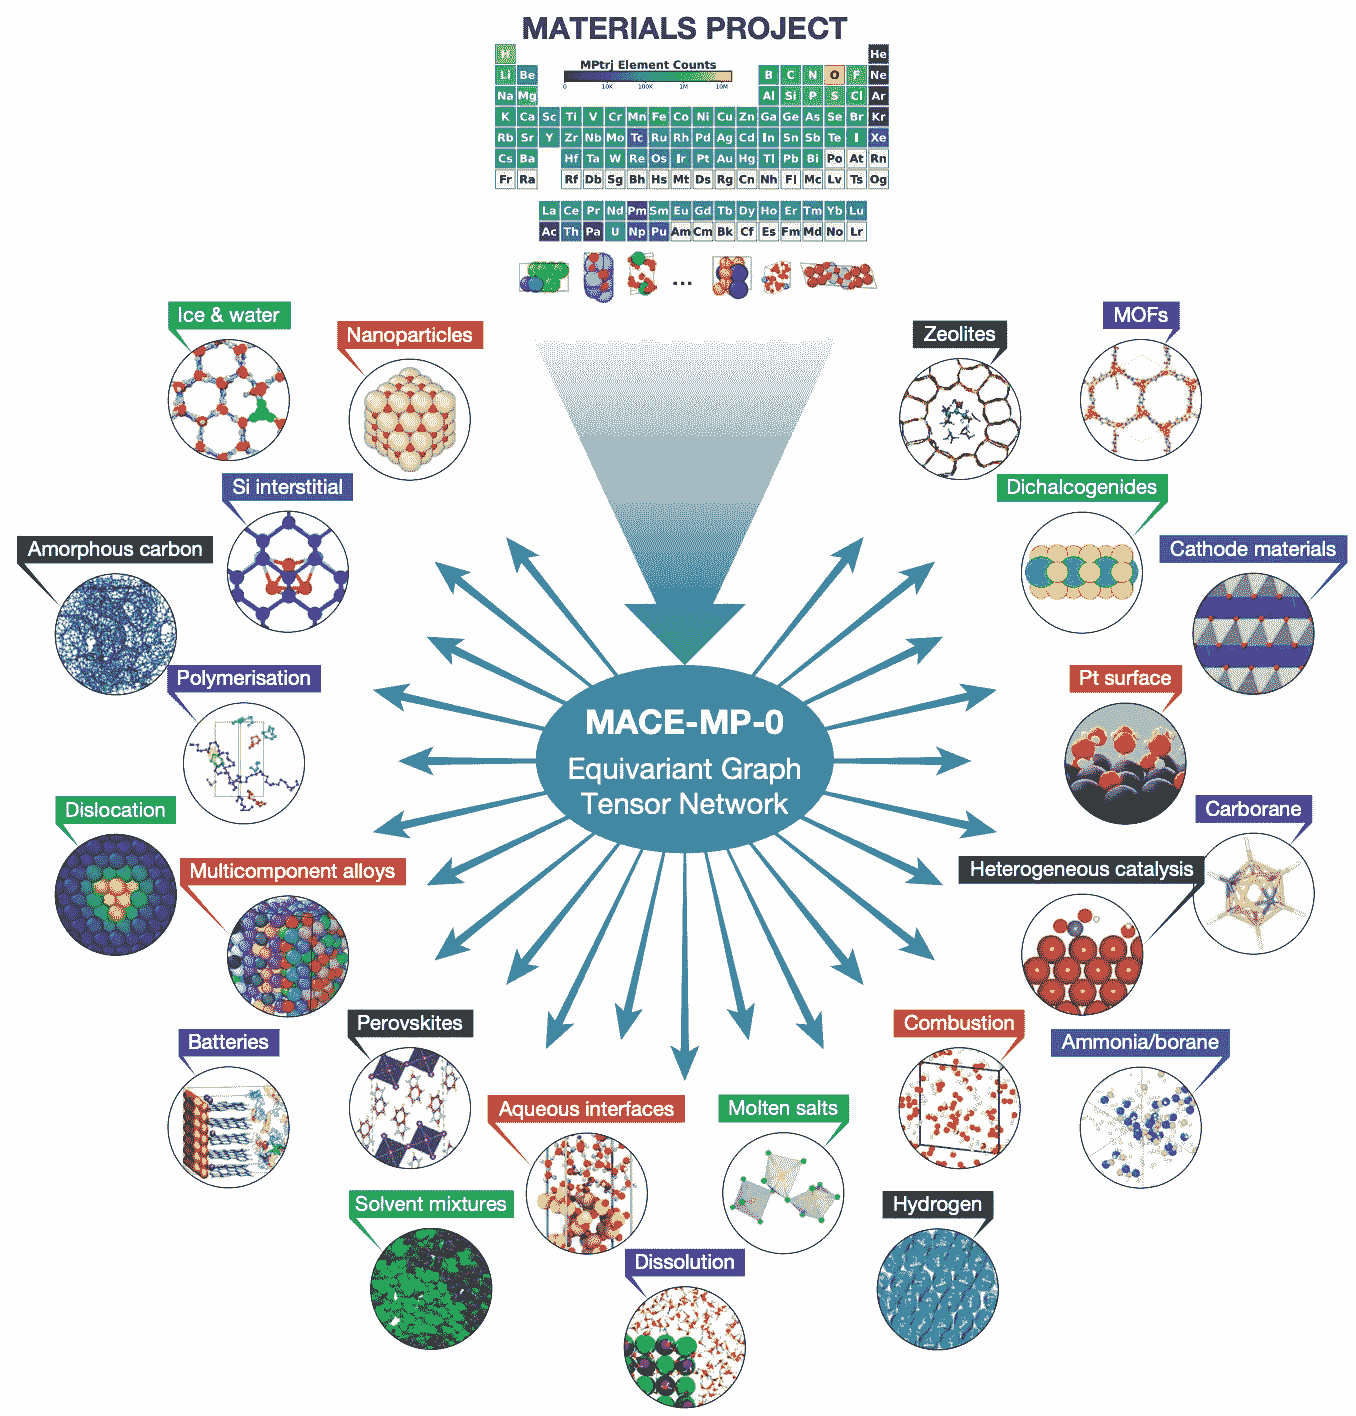 MATERIALS PROJECT
H He
MPtrj Element Counts
Li Be B C N O F Ne
0 10K 100K 1M 10M
Na Mg Al Si P S Cl Ar
K Ca Sc Ti V Cr Mn Fe Co Ni Cu Zn Ga Ge As Se Br Kr
Rb Sr Y Zr Nb Mo Tc Ru Rh Pd Ag Cd In Sn Sb Te I Xe
Cs Ba Hf Ta W Re Os Ir Pt Au Hg Tl Pb Bi Po At Rn
Fr Ra Rf Db Sg Bh Hs Mt Ds Rg Cn Nh Fl Mc Lv Ts Og
La Ce Pr Nd Pm Sm Eu Gd Tb Dy Ho Er Tm Yb Lu
Ac Th Pa U Np Pu Am Cm Bk Cf Es Fm Md No Lr
...
Ice & water
Nanoparticles
Zeolites
MOFs
Si interstitial
Dichalcogenides
Amorphous carbon
Cathode materials
Polymerisation
Pt surface
MACE-MP-0
Equivariant Graph
Tensor Network
Dislocation
Carborane
Multicomponent alloys
Heterogeneous catalysis
Batteries
Perovskites
Combustion
Ammonia/borane
Aqueous interfaces
Molten salts
Solvent mixtures
Hydrogen
Dissolution